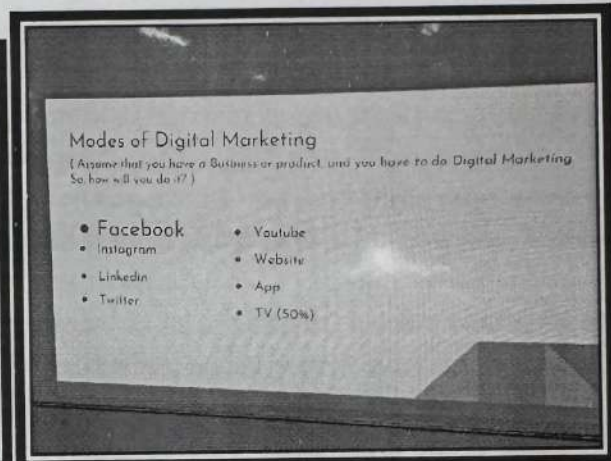 Modes of Digital Marketing
( Assume that you have a Business or product, and you have to do Digital Marketing.
So, how will you do it? )
• Facebook
• Instagram
• Linkedin
• Twitter
• Youtube
• Website
• App
• TV (50%)